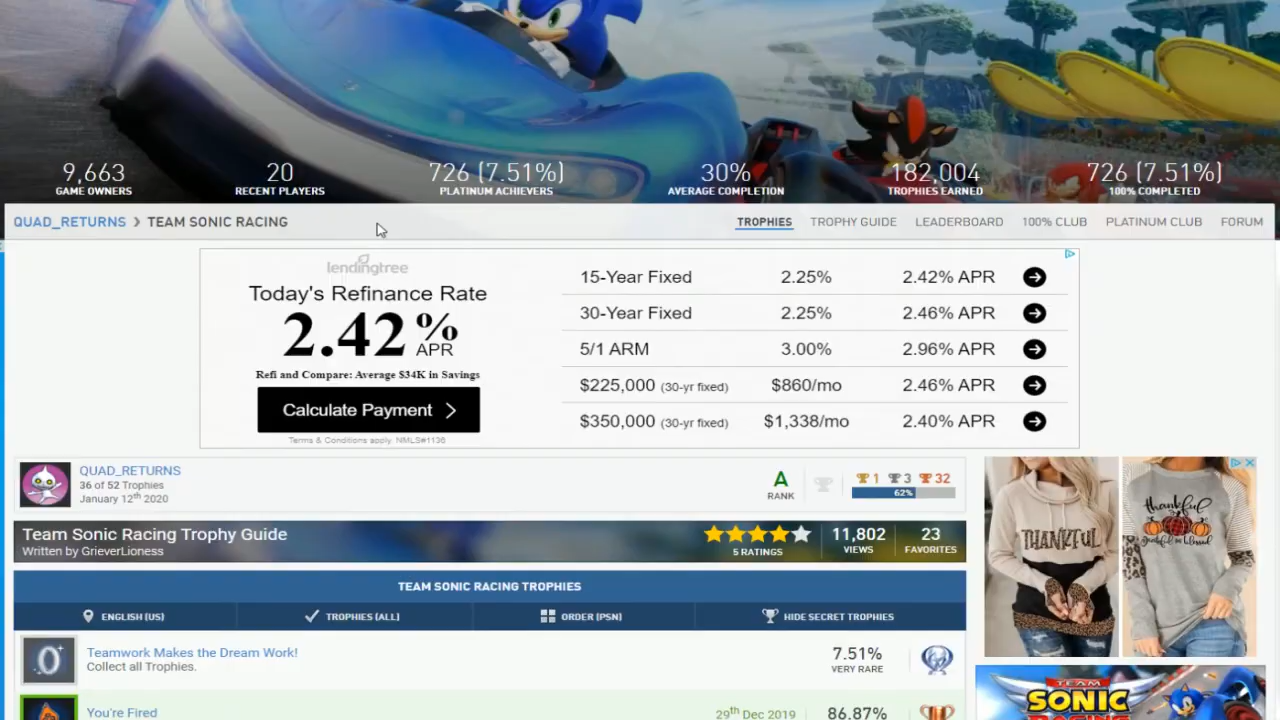 9,663
GAME OWNERS
20
RECENT PLAYERS
726 (7.51%)
PLATINUM ACHIEVERS
30%
AVERAGE COMPLETION
182,004
TROPHIES EARNED
726 (7.51%)
100% COMPLETED
QUAD_RETURNS > TEAM SONIC RACING
TROPHIES TROPHY GUIDE LEADERBOARD 100% CLUB PLATINUM CLUB FORUM
lendingtree
Today's Refinance Rate
2.42% APR
Refi and Compare: Average $34K in Savings
Calculate Payment
Terms & Conditions apply. NMLS#1136
15-Year Fixed 2.25% 2.42% APR
30-Year Fixed 2.25% 2.46% APR
5/1 ARM 3.00% 2.96% APR
$225,000 (30-yr fixed) $860/mo 2.46% APR
$350,000 (30-yr fixed) $1,338/mo 2.40% APR
QUAD_RETURNS
36 of 52 Trophies
January 12th 2020
A
RANK
1 3 32
62%
Team Sonic Racing Trophy Guide
Written by GrieverLioness
5 RATINGS
11,802
VIEWS
23
FAVORITES
THANKFUL
thankful
grateful & blessed
TEAM SONIC RACING TROPHIES
ENGLISH (US) TROPHIES (ALL) ORDER (PSN) HIDE SECRET TROPHIES
Teamwork Makes the Dream Work!
Collect all Trophies.
7.51%
VERY RARE
You're Fired
29th Dec 2019 86.87%
TEAM
SONIC
RACING